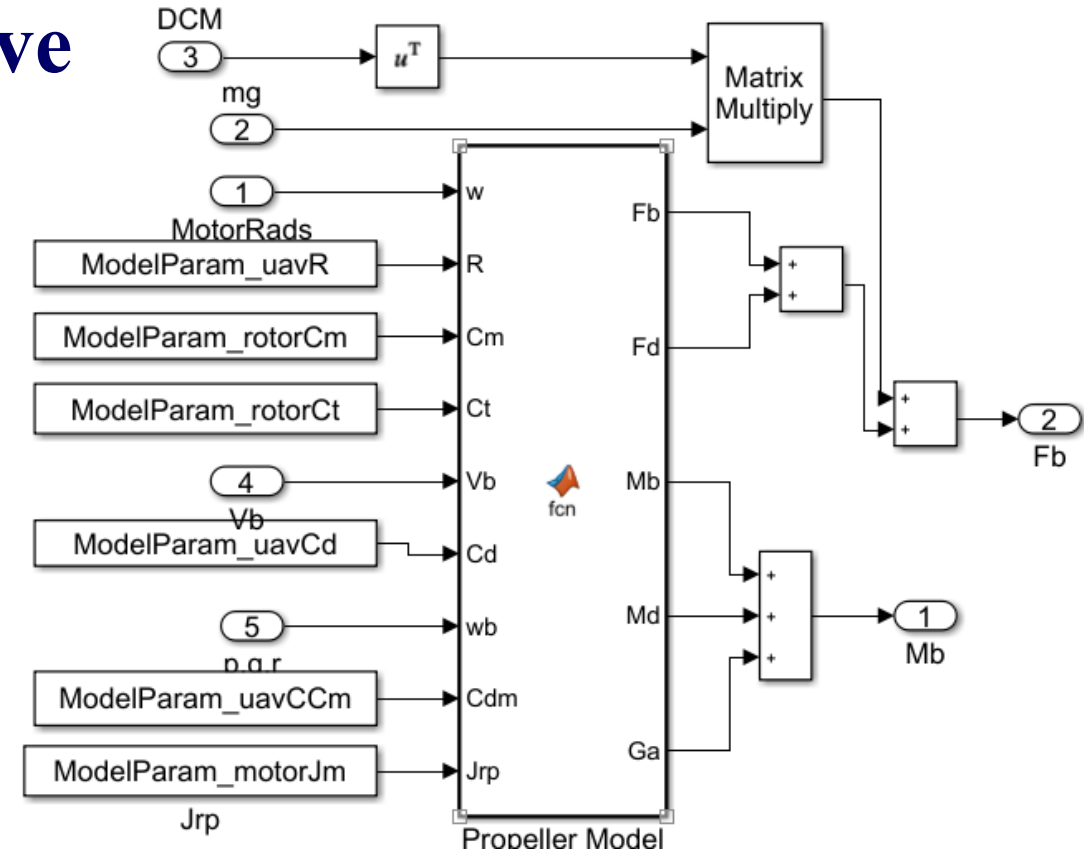 ve
DCM
3
u^T
Matrix
Multiply
mg
2
1
MotorRads
w
ModelParam_uavR
R
ModelParam_rotorCm
Cm
ModelParam_rotorCt
Ct
4
Vb
Vb
ModelParam_uavCd
Cd
5
p,q,r
wb
ModelParam_uavCCm
Cdm
ModelParam_motorJm
Jrp
Jrp
fcn
Fb
Fd
Mb
Md
Ga
Propeller Model
+
+
+
+
2
Fb
+
+
+
1
Mb